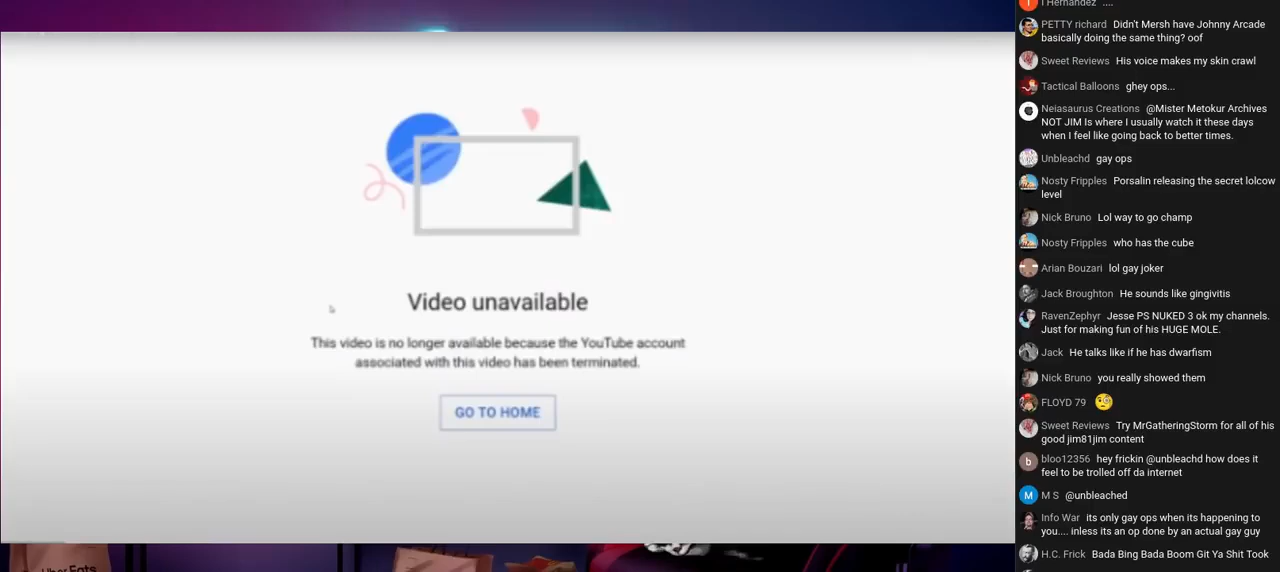 Video unavailable
This video is no longer available because the YouTube account
associated with this video has been terminated.
GO TO HOME
Uber Eats
I Hernandez ....
PETTY richard Didn't Mersh have Johnny Arcade
basically doing the same thing? oof
Sweet Reviews His voice makes my skin crawl
Tactical Balloons ghey ops...
Neiasaurus Creations @Mister Metokur Archives
NOT JIM Is where I usually watch it these days
when I feel like going back to better times.
Unbleachd gay ops
Nosty Fripples Porsalin releasing the secret lolcow
level
Nick Bruno Lol way to go champ
Nosty Fripples who has the cube
Arian Bouzari lol gay joker
Jack Broughton He sounds like gingivitis
RavenZephyr Jesse PS NUKED 3 ok my channels.
Just for making fun of his HUGE MOLE.
Jack He talks like if he has dwarfism
Nick Bruno you really showed them
FLOYD 79 🧐
Sweet Reviews Try MrGatheringStorm for all of his
good jim81jim content
b bloo12356 hey frickin @unbleachd how does it
feel to be trolled off da internet
M M S @unbleached
Info War its only gay ops when its happening to
you.... inless its an op done by an actual gay guy
H.C. Frick Bada Bing Bada Boom Git Ya Shit Took